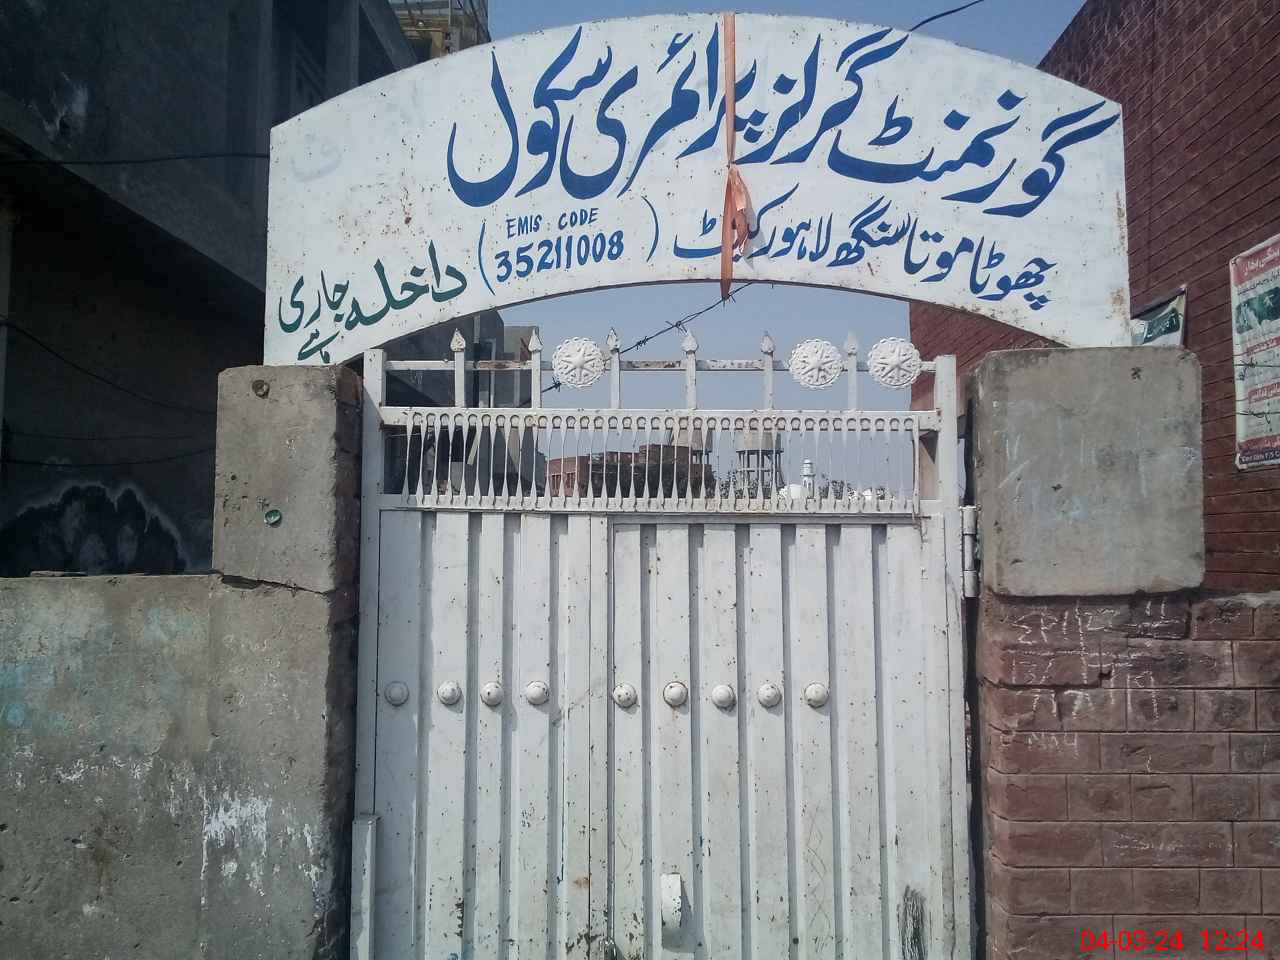 گورنمنٹ گرلز پرائمری سکول
چھوٹا موتا سنگھ لاہور کینٹ
(EMIS. CODE
35211008)
داخلہ جاری
ہے
04-03-24 12:24